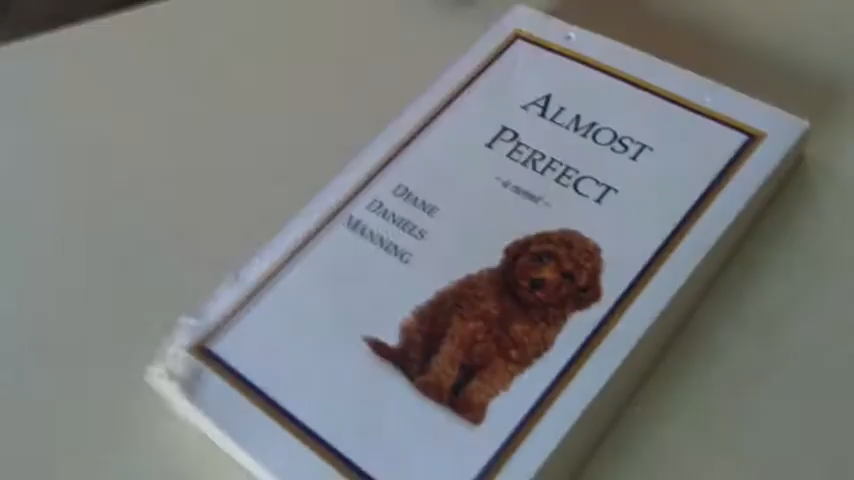 ALMOST
PERFECT
- a novel -
DIANE
DANIELS
MANNING